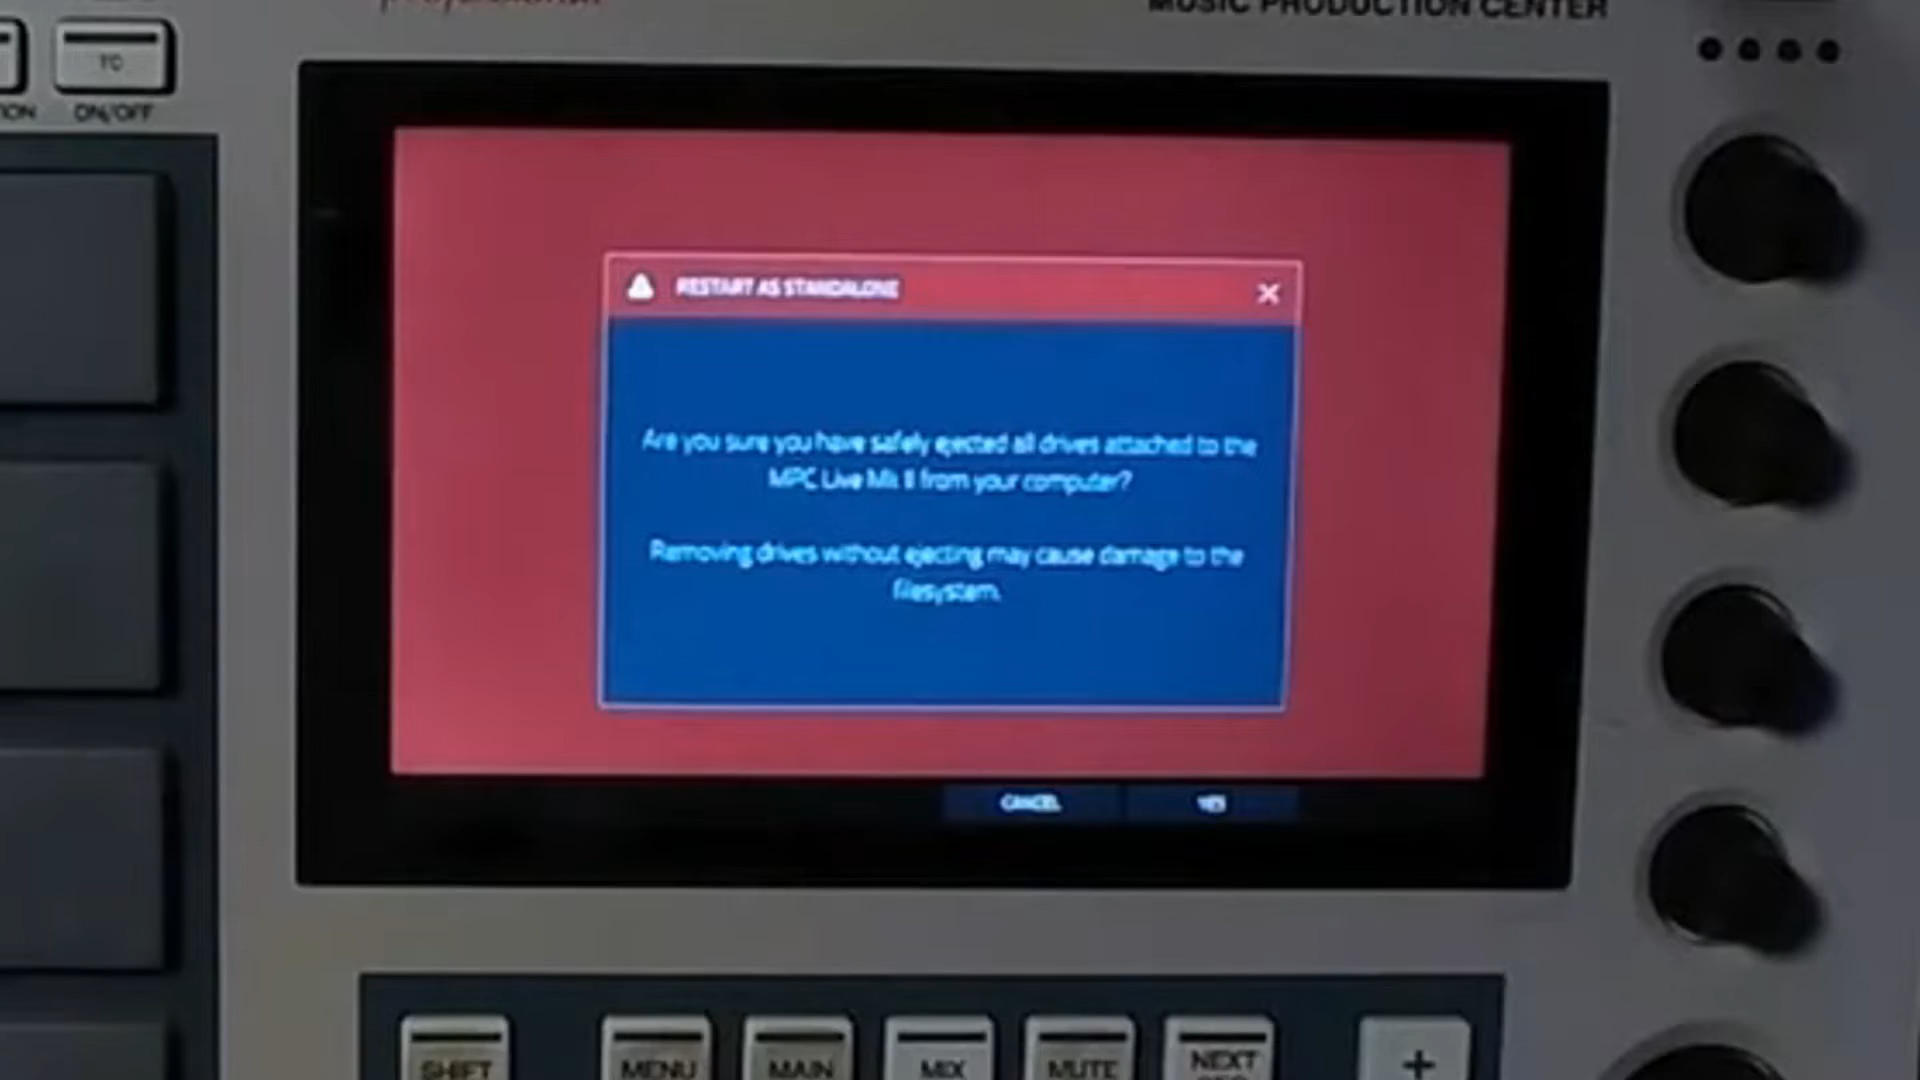 professional
MUSIC PRODUCTION CENTER
TC
ON/OFF
RESTART AS STANDALONE
Are you sure you have safely ejected all drives attached to the
MPC Live Mk II from your computer?
Removing drives without ejecting may cause damage to the
filesystem.
CANCEL
YES
SHIFT
MENU
MAIN
MIX
MUTE
NEXT
+